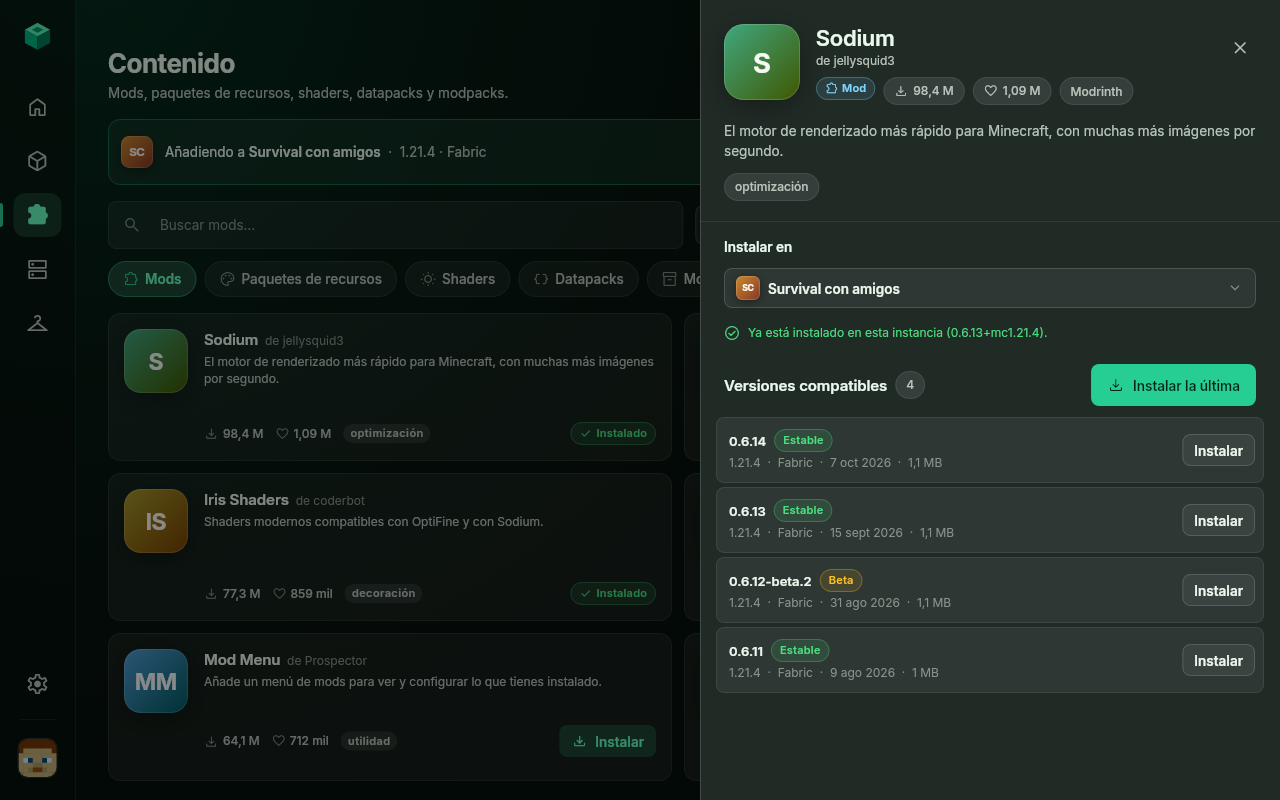 Contenido
Mods, paquetes de recursos, shaders, datapacks y modpacks.
SC Añadiendo a Survival con amigos · 1.21.4 · Fabric
Buscar mods...
Mods Paquetes de recursos Shaders Datapacks
S
Sodium de jellysquid3
El motor de renderizado más rápido para Minecraft, con muchas más imágenes
por segundo.
98,4 M 1,09 M optimización Instalado
IS
Iris Shaders de coderbot
Shaders modernos compatibles con OptiFine y con Sodium.
77,3 M 859 mil decoración Instalado
MM
Mod Menu de Prospector
Añade un menú de mods para ver y configurar lo que tienes instalado.
64,1 M 712 mil utilidad Instalar
S
Sodium
de jellysquid3
Mod 98,4 M 1,09 M Modrinth
El motor de renderizado más rápido para Minecraft, con muchas más imágenes por
segundo.
optimización
Instalar en
SC Survival con amigos
Ya está instalado en esta instancia (0.6.13+mc1.21.4).
Versiones compatibles 4 Instalar la última
0.6.14 Estable
1.21.4 · Fabric · 7 oct 2026 · 1,1 MB
Instalar
0.6.13 Estable
1.21.4 · Fabric · 15 sept 2026 · 1,1 MB
Instalar
0.6.12-beta.2 Beta
1.21.4 · Fabric · 31 ago 2026 · 1,1 MB
Instalar
0.6.11 Estable
1.21.4 · Fabric · 9 ago 2026 · 1 MB
Instalar